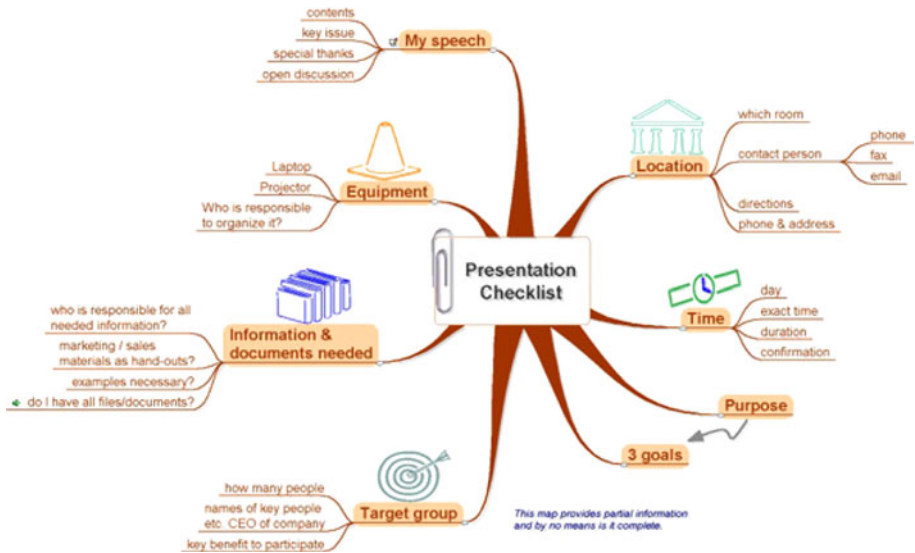 contents
key issue
special thanks
open discussion
My speech
Laptop
Projector
Who is responsible
to organize it?
Equipment
who is responsible for all
needed information?
marketing / sales
materials as hand-outs?
examples necessary?
do I have all files/documents?
Information &
documents needed
how many people
names of key people
etc. CEO of company
key benefit to participate
Target group
Presentation
Checklist
Location
which room
contact person
phone
fax
email
directions
phone & address
Time
day
exact time
duration
confirmation
Purpose
3 goals
This map provides partial information
and by no means is it complete.